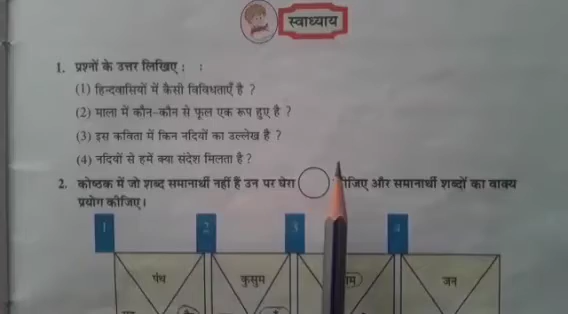 स्वाध्याय
1. प्रश्नों के उत्तर लिखिए :
(1) हिन्दवासियों में कैसी विविधताएँ है ?
(2) माला में कौन-कौन से फूल एक रूप हुए है ?
(3) इस कविता में किन नदियों का उल्लेख है ?
(4) नदियों से हमें क्या संदेश मिलता है ?
2. कोष्ठक में जो शब्द समानार्थी नहीं हैं उन पर घेरा और समानार्थी शब्दों का वाक्य
प्रयोग कीजिए।
1 2 3 4
पंथ कुसुम जन